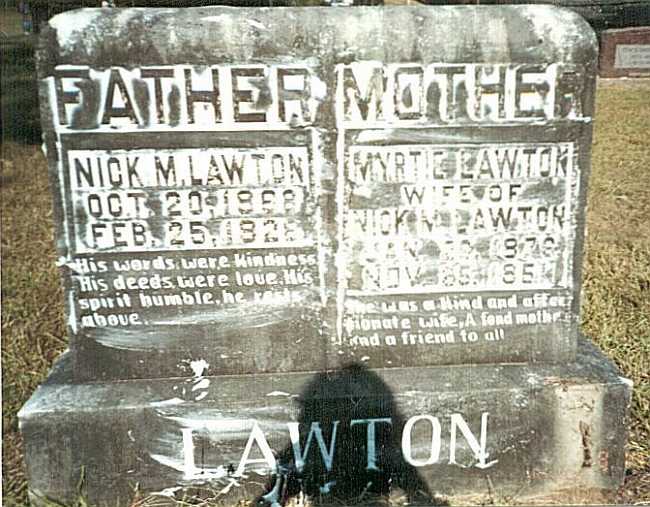 FATHER
NICK M. LAWTON
OCT. 20, 1868
FEB. 25, 1928
His words were kindness
His deeds were love. His
spirit humble, he rests
above.
MOTHER
MYRTIE LAWTON
WIFE OF
NICK M. LAWTON
1879
NOV.
She was a kind and affec
tionate wife, A fond mother
and a friend to all
LAWTON